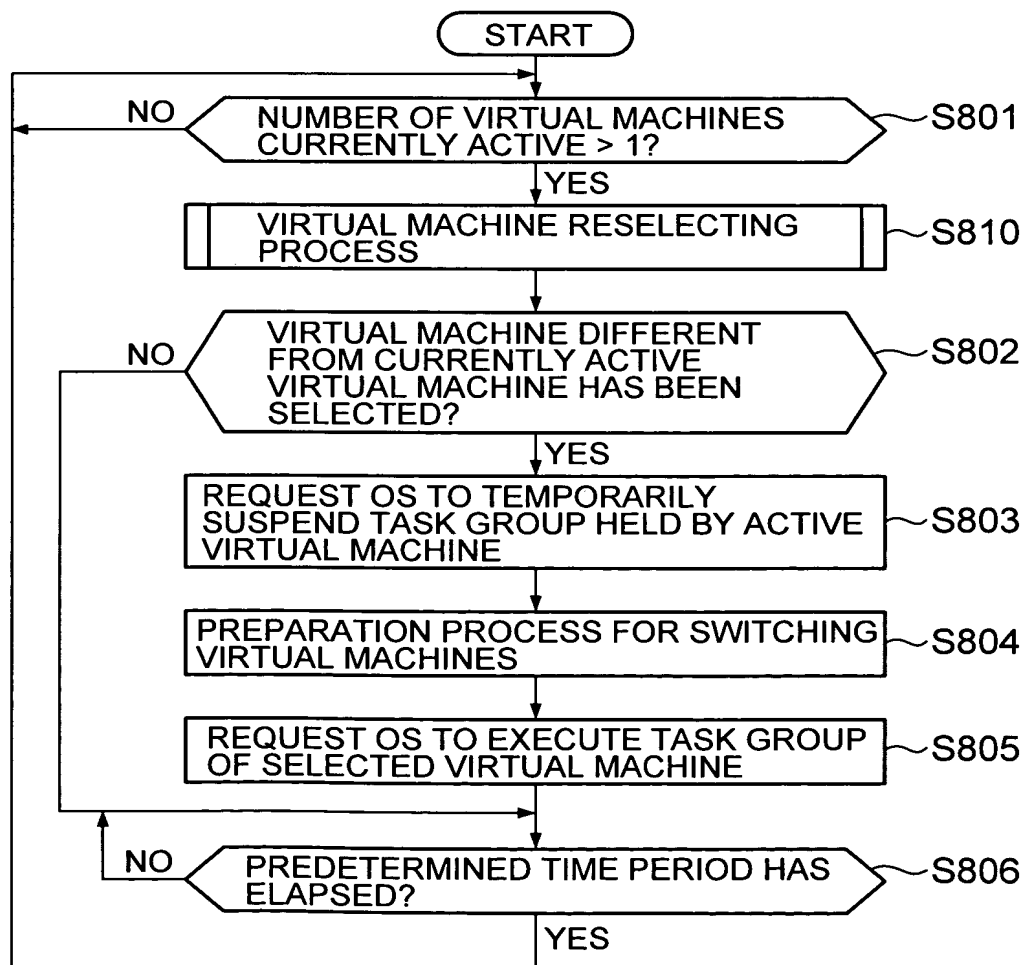 START
NO
NUMBER OF VIRTUAL MACHINES
CURRENTLY ACTIVE > 1?
S801
YES
VIRTUAL MACHINE RESELECTING
PROCESS
S810
NO
VIRTUAL MACHINE DIFFERENT
FROM CURRENTLY ACTIVE
VIRTUAL MACHINE HAS BEEN
SELECTED?
S802
YES
REQUEST OS TO TEMPORARILY
SUSPEND TASK GROUP HELD BY ACTIVE
VIRTUAL MACHINE
S803
PREPARATION PROCESS FOR SWITCHING
VIRTUAL MACHINES
S804
REQUEST OS TO EXECUTE TASK GROUP
OF SELECTED VIRTUAL MACHINE
S805
NO
PREDETERMINED TIME PERIOD HAS
ELAPSED?
S806
YES